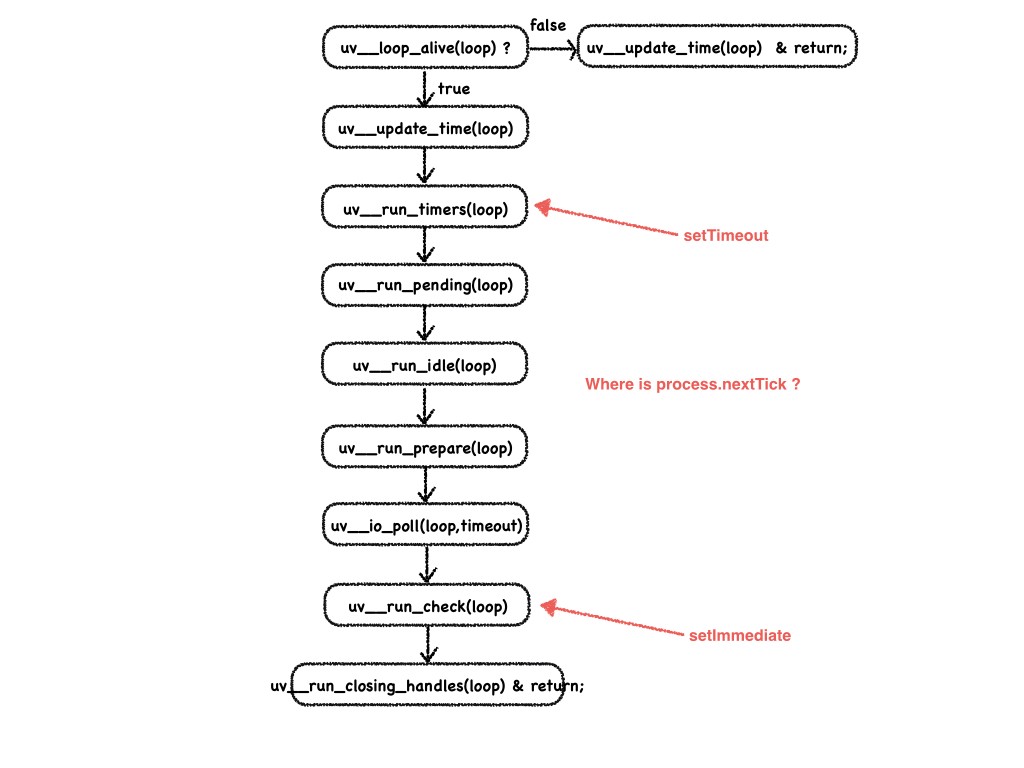 false
uv__loop_alive(loop) ?
uv__update_time(loop)  & return;
true
uv__update_time(loop)
uv__run_timers(loop)
setTimeout
uv__run_pending(loop)
uv__run_idle(loop)
Where is process.nextTick ?
uv__run_prepare(loop)
uv__io_poll(loop,timeout)
uv__run_check(loop)
setImmediate
uv__run_closing_handles(loop) & return;